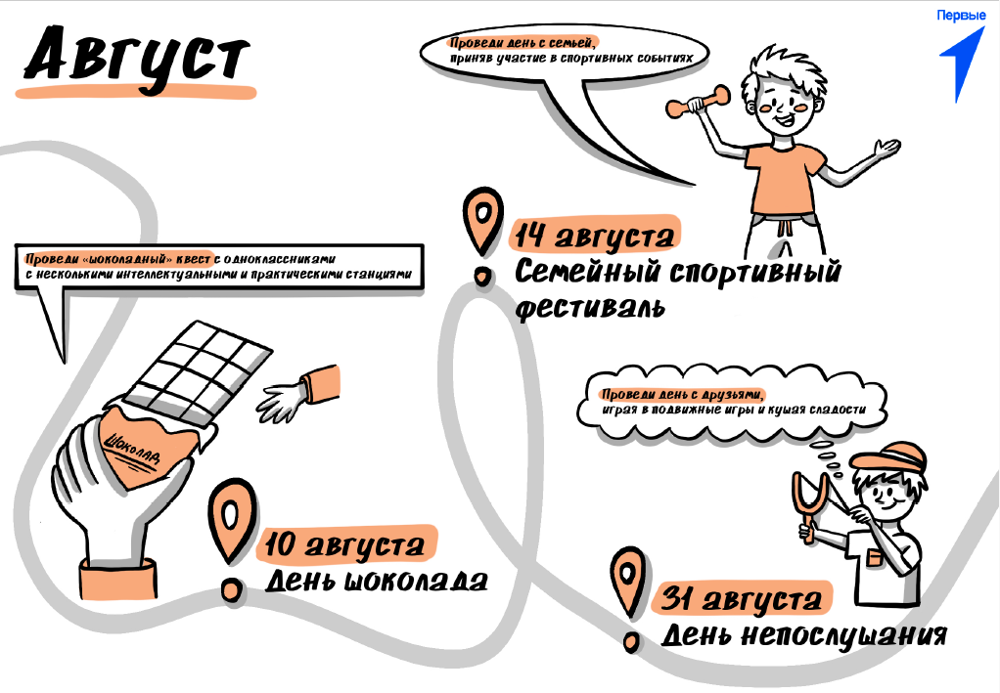 Август
Первые
Проведи день с семьей,
приняв участие в спортивных событиях
14 августа
Семейный спортивный
фестиваль
Проведи «шоколадный» квест с одноклассниками
с несколькими интеллектуальными и практическими станциями
шоколад
10 августа
День шоколада
Проведи день с друзьями,
играя в подвижные игры и кушая сладости
31 августа
День непослушания